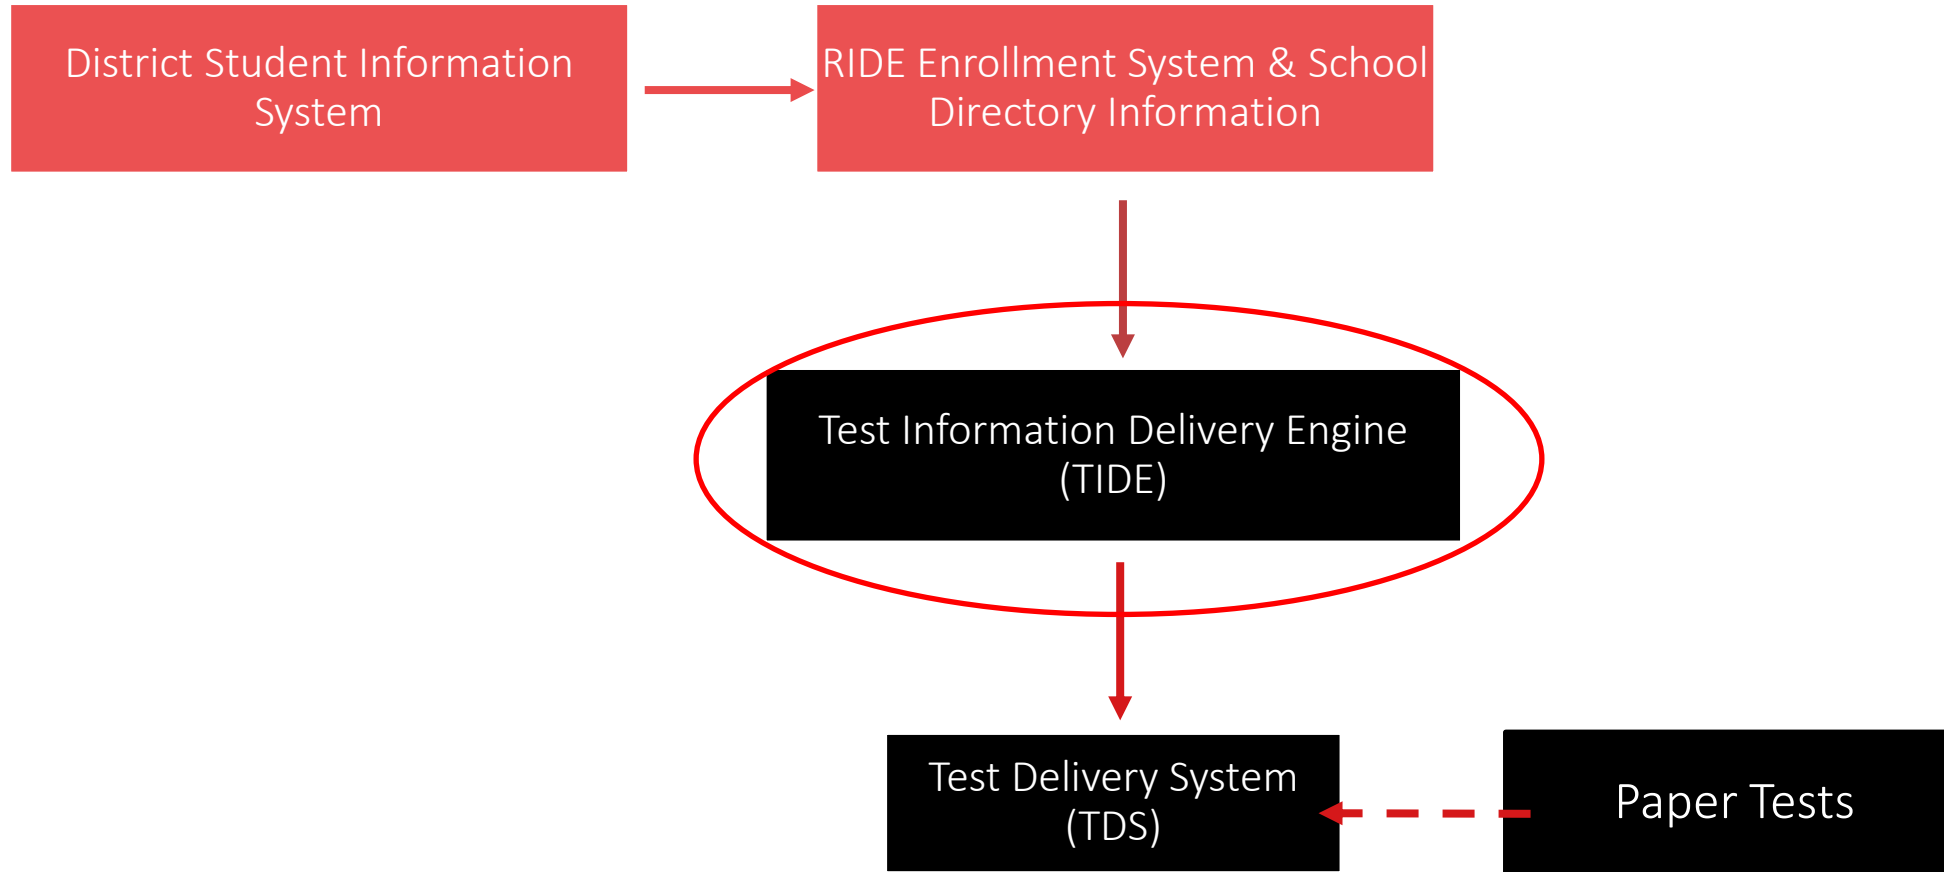 District Student Information
System
RIDE Enrollment System & School
Directory Information
Test Information Delivery Engine
(TIDE)
Test Delivery System
(TDS)
Paper Tests